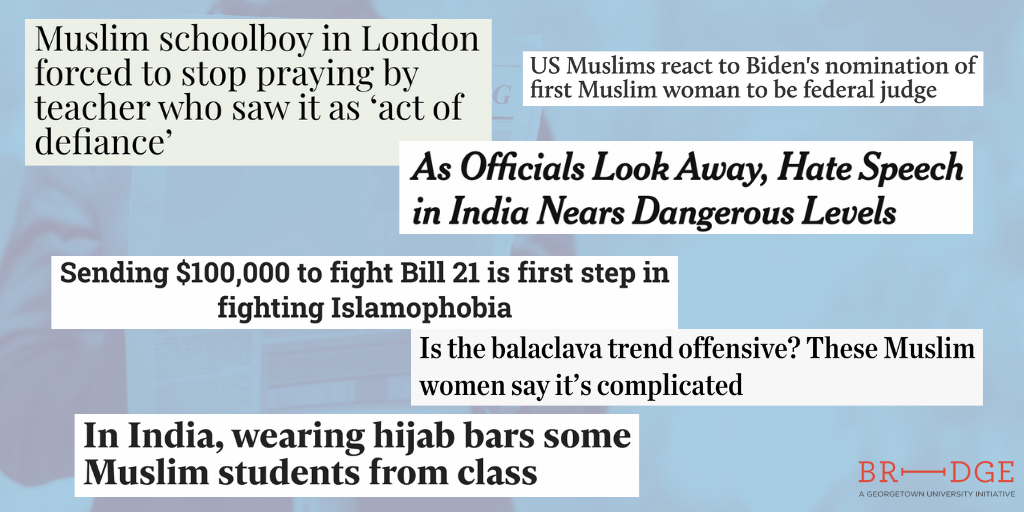 Muslim schoolboy in London
forced to stop praying by
teacher who saw it as ‘act of
defiance’
US Muslims react to Biden's nomination of
first Muslim woman to be federal judge
As Officials Look Away, Hate Speech
in India Nears Dangerous Levels
Sending $100,000 to fight Bill 21 is first step in
fighting Islamophobia
Is the balaclava trend offensive? These Muslim
women say it’s complicated
In India, wearing hijab bars some
Muslim students from class
BRIDGE
A GEORGETOWN UNIVERSITY INITIATIVE